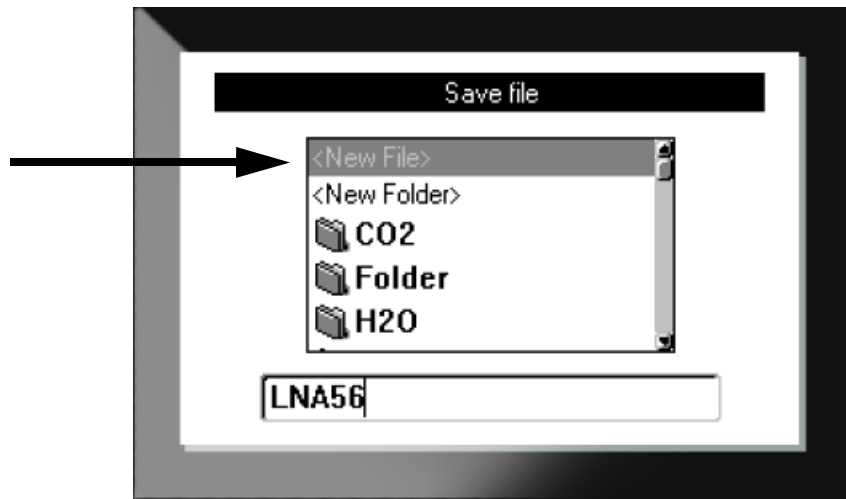 Save file
<New File>
<New Folder>
CO2
Folder
H2O
LNA56